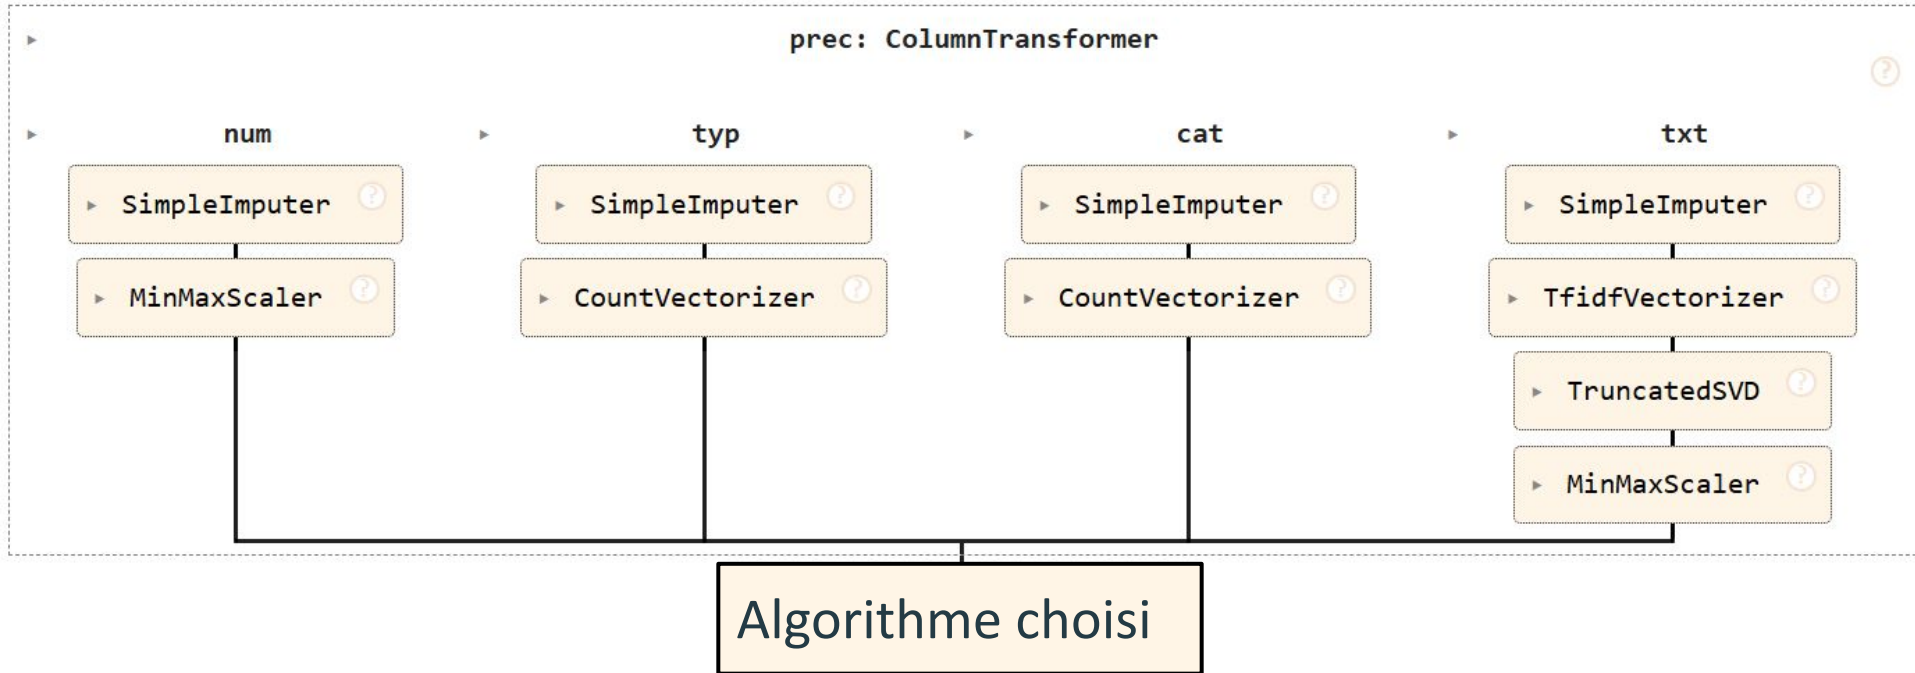 prec: ColumnTransformer
?
num typ cat txt
SimpleImputer ? SimpleImputer ? SimpleImputer ? SimpleImputer ?
MinMaxScaler ? CountVectorizer ? CountVectorizer ? TfidfVectorizer ?
TruncatedSVD ?
MinMaxScaler ?
Algorithme choisi